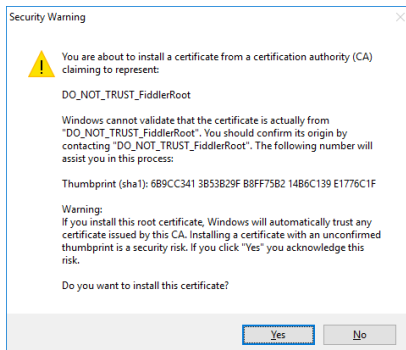 Security Warning
You are about to install a certificate from a certification authority (CA)
claiming to represent:
DO_NOT_TRUST_FiddlerRoot
Windows cannot validate that the certificate is actually from
"DO_NOT_TRUST_FiddlerRoot". You should confirm its origin by
contacting "DO_NOT_TRUST_FiddlerRoot". The following number will
assist you in this process:
Thumbprint (sha1): 6B9CC341 3B53B29F B8FF75B2 14B6C139 E1776C1F
Warning:
If you install this root certificate, Windows will automatically trust any
certificate issued by this CA. Installing a certificate with an unconfirmed
thumbprint is a security risk. If you click "Yes" you acknowledge this
risk.
Do you want to install this certificate?
Yes
No